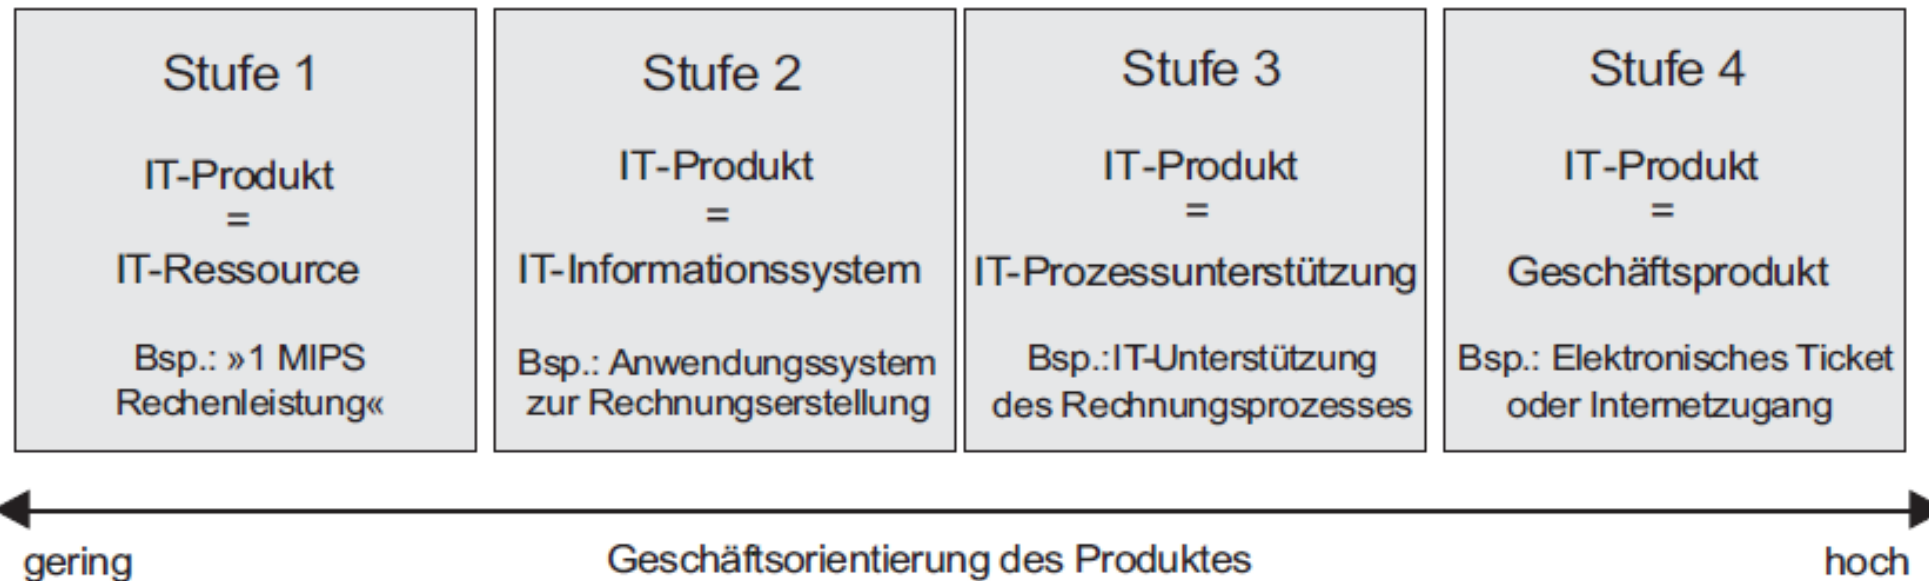 Stufe 1
IT-Produkt
=
IT-Ressource
Bsp.: »1 MIPS
Rechenleistung«
Stufe 2
IT-Produkt
=
IT-Informationssystem
Bsp.: Anwendungssystem
zur Rechnungserstellung
Stufe 3
IT-Produkt
=
IT-Prozessunterstützung
Bsp.:IT-Unterstützung
des Rechnungsprozesses
Stufe 4
IT-Produkt
=
Geschäftsprodukt
Bsp.: Elektronisches Ticket
oder Internetzugang
gering
Geschäftsorientierung des Produktes
hoch